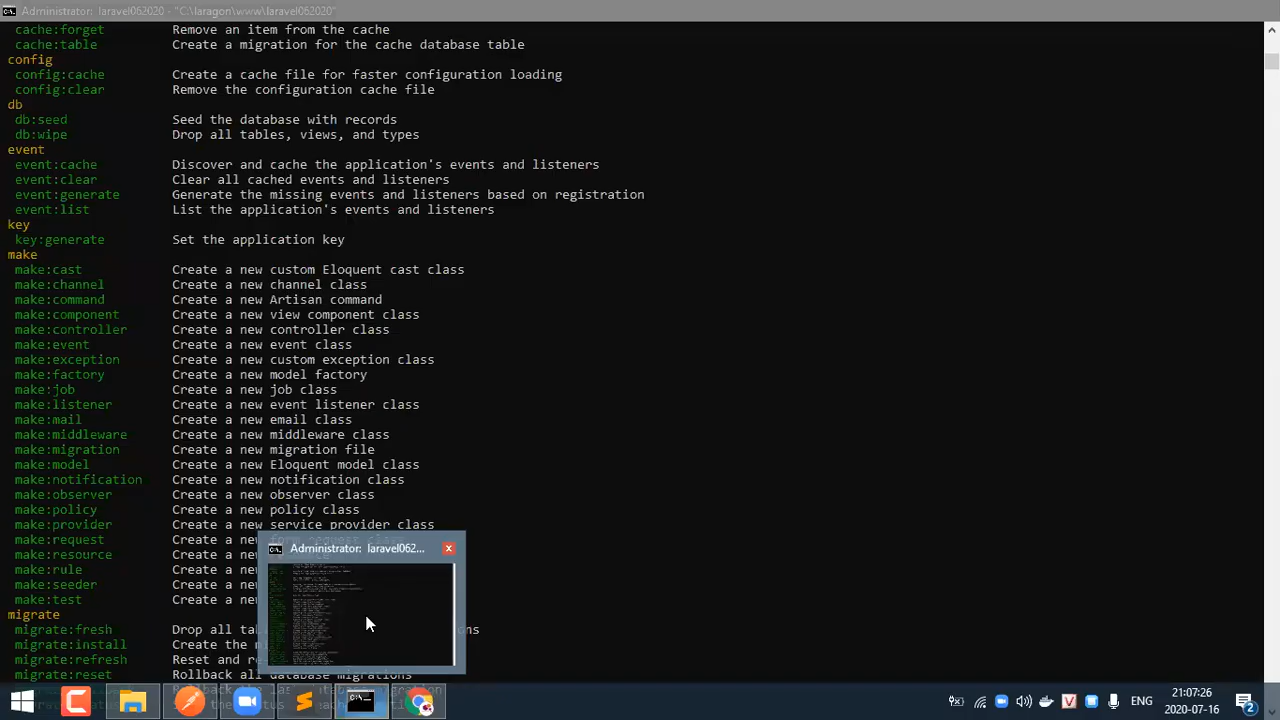 Administrator: laravel062020 - "C:\laragon\www\laravel062020"
cache:forget Remove an item from the cache
cache:table Create a migration for the cache database table
config
config:cache Create a cache file for faster configuration loading
config:clear Remove the configuration cache file
db
db:seed Seed the database with records
db:wipe Drop all tables, views, and types
event
event:cache Discover and cache the application's events and listeners
event:clear Clear all cached events and listeners
event:generate Generate the missing events and listeners based on registration
event:list List the application's events and listeners
key
key:generate Set the application key
make
make:cast Create a new custom Eloquent cast class
make:channel Create a new channel class
make:command Create a new Artisan command
make:component Create a new view component class
make:controller Create a new controller class
make:event Create a new event class
make:exception Create a new custom exception class
make:factory Create a new model factory
make:job Create a new job class
make:listener Create a new event listener class
make:mail Create a new email class
make:middleware Create a new middleware class
make:migration Create a new migration file
make:model Create a new Eloquent model class
make:notification Create a new notification class
make:observer Create a new observer class
make:policy Create a new policy class
make:provider Create a new service provider class
make:request Create a new form request class
make:resource Create a new
make:rule Create a new
make:seeder Create a new
make:test Create a new
migrate
migrate:fresh Drop all
migrate:install Create the
migrate:refresh Reset and
migrate:reset Rollback all database migrations
Administrator: laravel062...
C:\.
ENG
21:07:26
2020-07-16
2